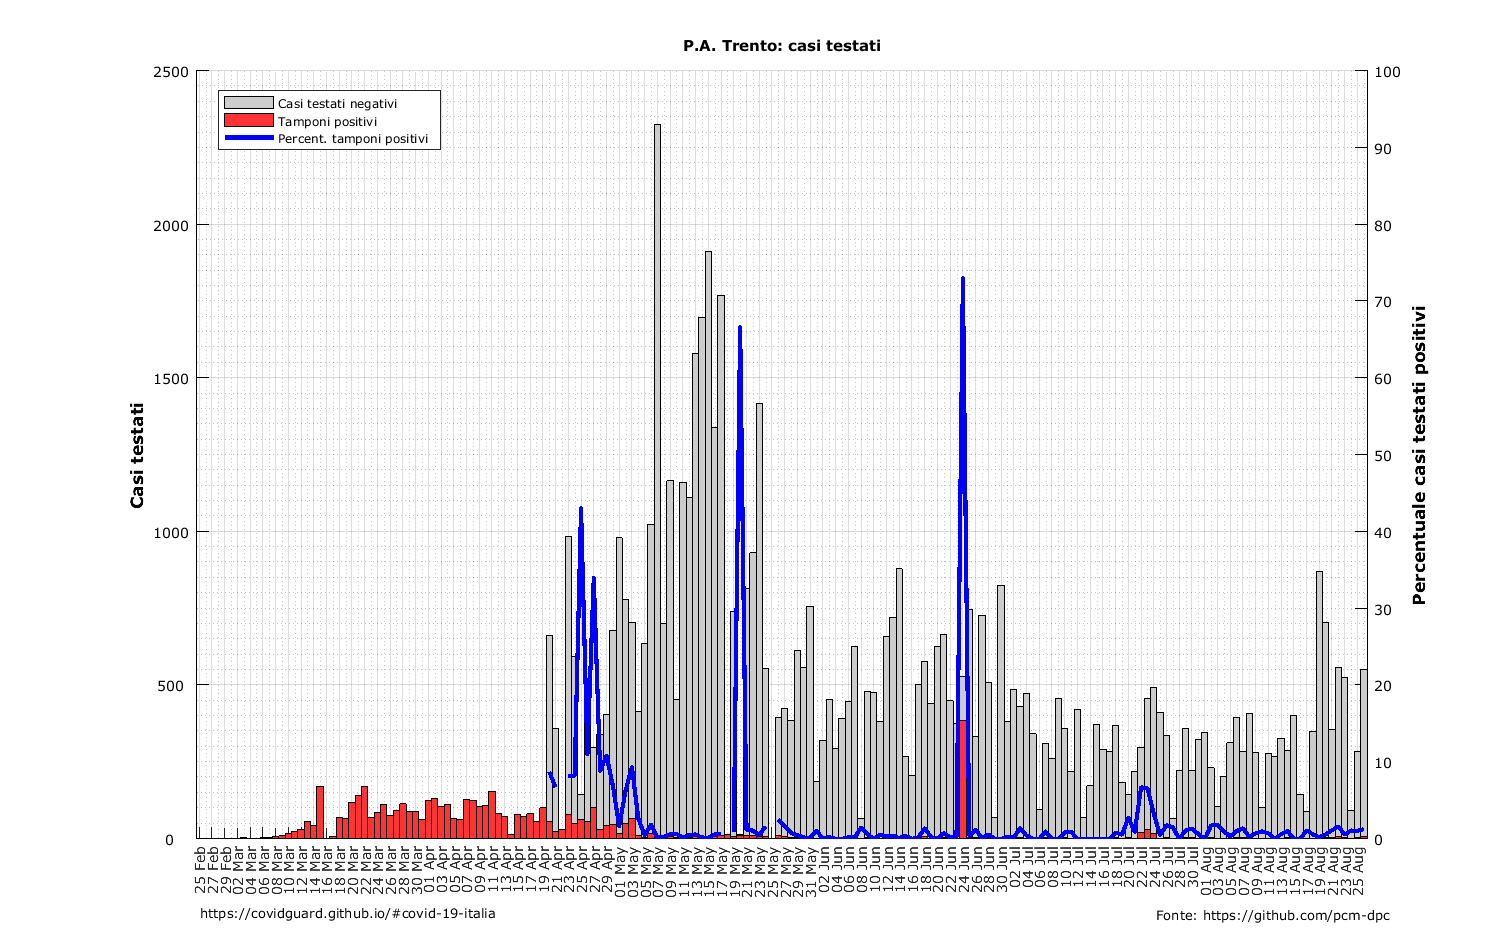 P.A. Trento: casi testati
2500
2000
1500
1000
500
0
Casi testati
Casi testati negativi
Tamponi positivi
Percent. tamponi positivi
100
90
80
70
60
50
40
30
20
10
0
Percentuale casi testati positivi
25 Feb
27 Feb
29 Feb
02 Mar
04 Mar
06 Mar
08 Mar
10 Mar
12 Mar
14 Mar
16 Mar
18 Mar
20 Mar
22 Mar
24 Mar
26 Mar
28 Mar
30 Mar
01 Apr
03 Apr
05 Apr
07 Apr
09 Apr
11 Apr
13 Apr
15 Apr
17 Apr
19 Apr
21 Apr
23 Apr
25 Apr
27 Apr
29 Apr
01 May
03 May
05 May
07 May
09 May
11 May
13 May
15 May
17 May
19 May
21 May
23 May
25 May
27 May
29 May
31 May
02 Jun
04 Jun
06 Jun
08 Jun
10 Jun
12 Jun
14 Jun
16 Jun
18 Jun
20 Jun
22 Jun
24 Jun
26 Jun
28 Jun
30 Jun
02 Jul
04 Jul
06 Jul
08 Jul
10 Jul
12 Jul
14 Jul
16 Jul
18 Jul
20 Jul
22 Jul
24 Jul
26 Jul
28 Jul
30 Jul
01 Aug
03 Aug
05 Aug
07 Aug
09 Aug
11 Aug
13 Aug
15 Aug
17 Aug
19 Aug
21 Aug
23 Aug
25 Aug
https://covidguard.github.io/#covid-19-italia
Fonte: https://github.com/pcm-dpc